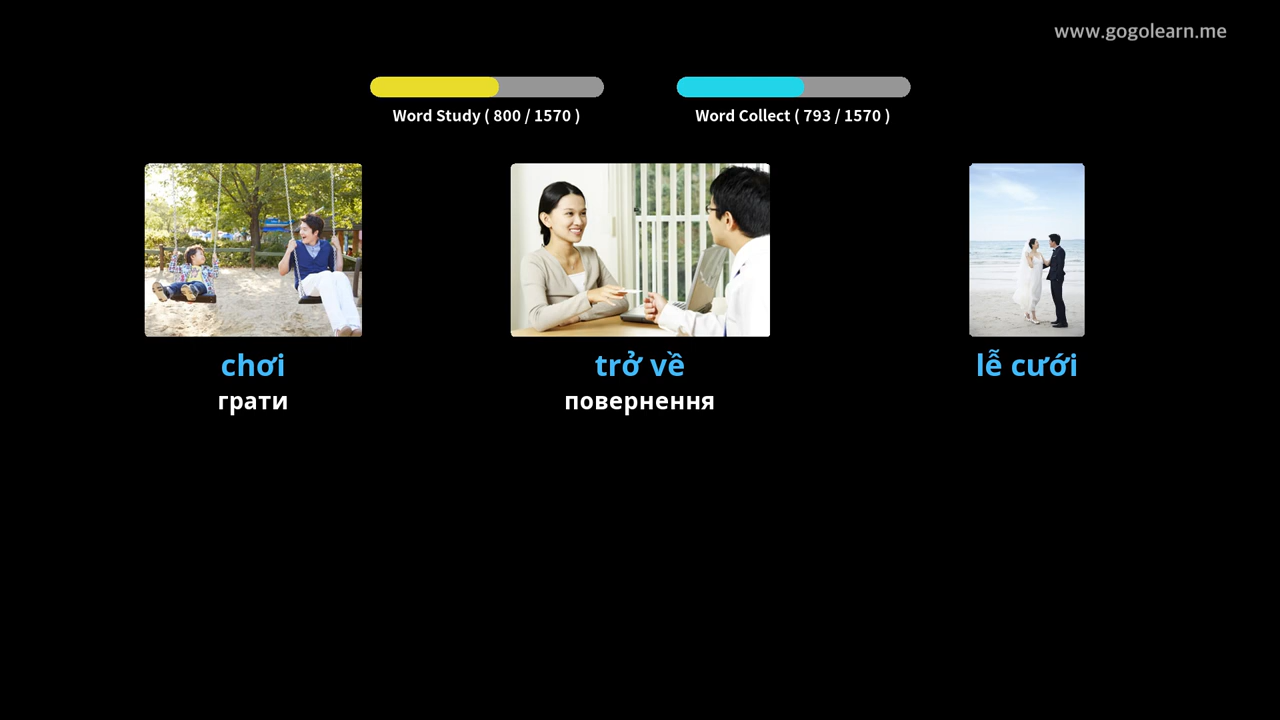 www.gogolearn.me
Word Study ( 800 / 1570 )
Word Collect ( 793 / 1570 )
chơi
грати
trở về
повернення
lễ cưới